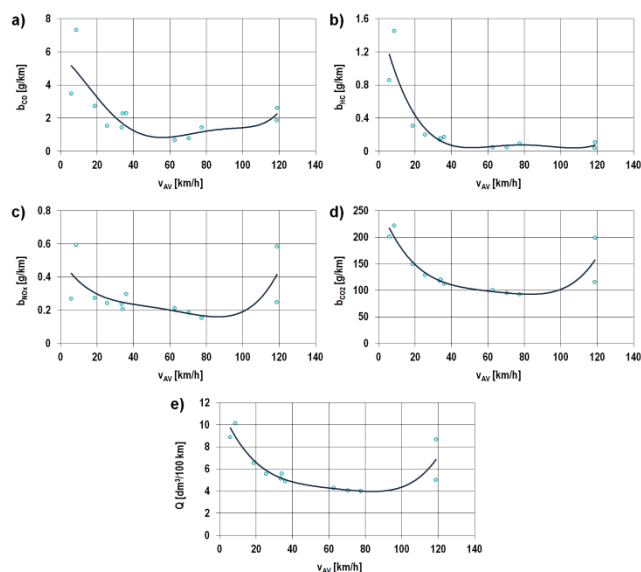 a)
8
6
4
2
0
b_CO [g/km]
0 20 40 60 80 100 120 140
v_AV [km/h]
b)
1.6
1.2
0.8
0.4
0
b_HC [g/km]
0 20 40 60 80 100 120 140
v_AV [km/h]
c)
0.8
0.6
0.4
0.2
0
b_NOx [g/km]
0 20 40 60 80 100 120 140
v_AV [km/h]
d)
250
200
150
100
50
0
b_CO2 [g/km]
0 20 40 60 80 100 120 140
v_AV [km/h]
e)
12
10
8
6
4
2
0
Q [dm³/100 km]
0 20 40 60 80 100 120 140
v_AV [km/h]